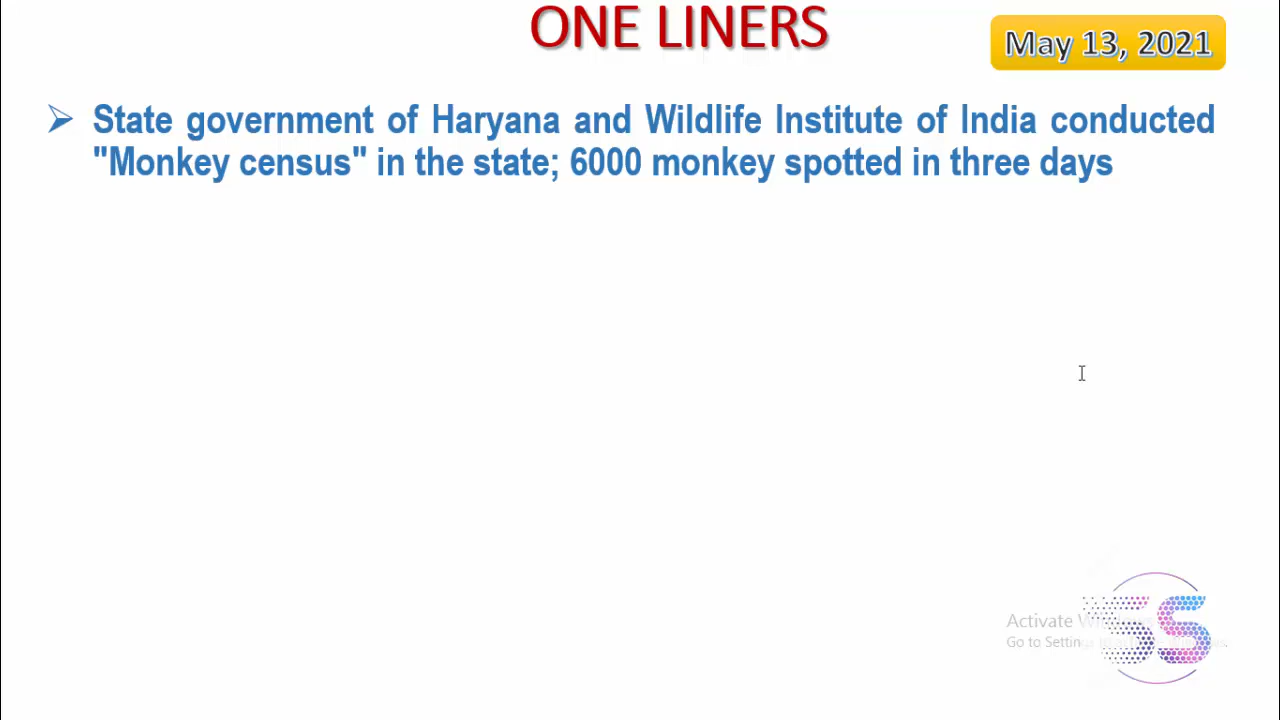 ONE LINERS
May 13, 2021
State government of Haryana and Wildlife Institute of India conducted
"Monkey census" in the state; 6000 monkey spotted in three days
Activate
Go to
SS